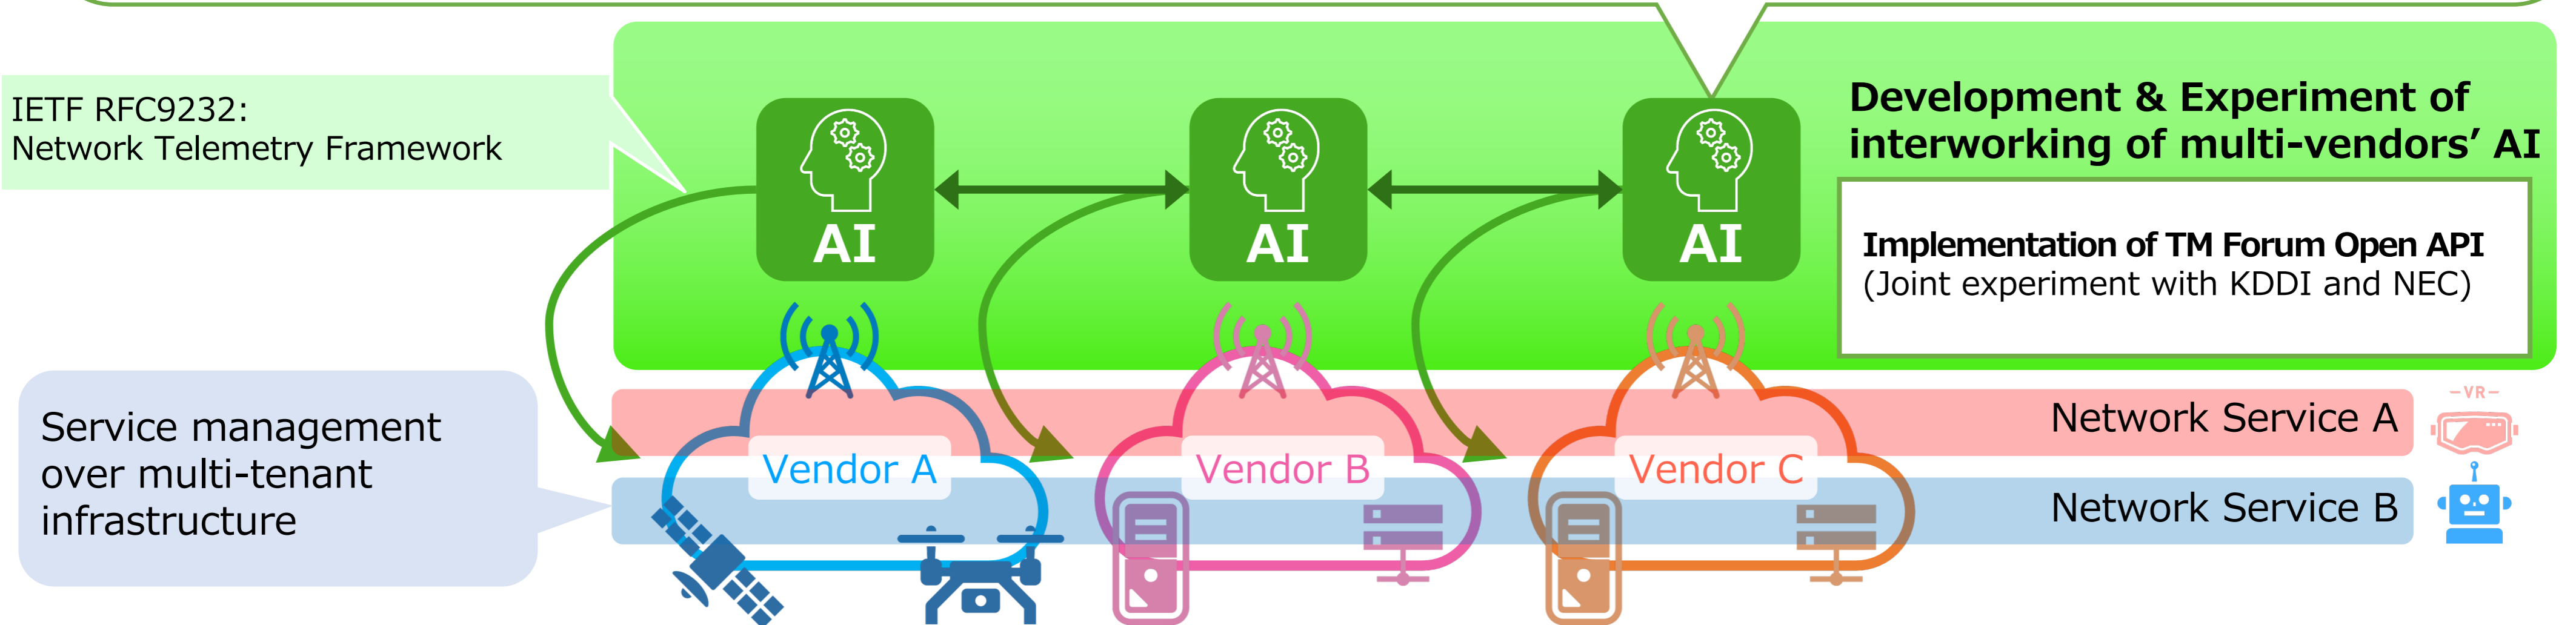 IETF RFC9232:
Network Telemetry Framework
AI
AI
AI
Development & Experiment of
interworking of multi-vendors’ AI
Implementation of TM Forum Open API
(Joint experiment with KDDI and NEC)
Service management
over multi-tenant
infrastructure
Vendor A
Vendor B
Vendor C
Network Service A
-VR-
Network Service B